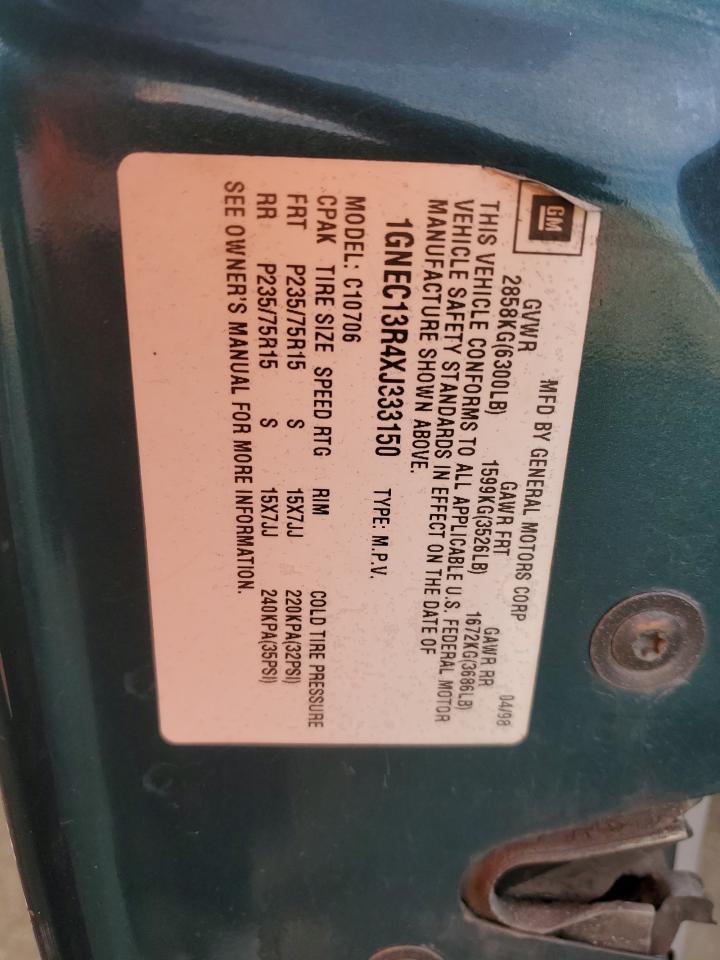 GM
MFD BY GENERAL MOTORS CORP 04/98
GVWR GAWR FRT GAWR RR
2858KG(6300LB) 1599KG(3526LB) 1672KG(3686LB)
THIS VEHICLE CONFORMS TO ALL APPLICABLE U.S. FEDERAL MOTOR
VEHICLE SAFETY STANDARDS IN EFFECT ON THE DATE OF
MANUFACTURE SHOWN ABOVE.
1GNEC13R4XJ333150 TYPE: M.P.V.
MODEL: C10706
CPAK TIRE SIZE SPEED RTG RIM COLD TIRE PRESSURE
FRT P235/75R15 S 15X7JJ 220KPA(32PSI)
RR P235/75R15 S 15X7JJ 240KPA(35PSI)
SEE OWNER'S MANUAL FOR MORE INFORMATION.